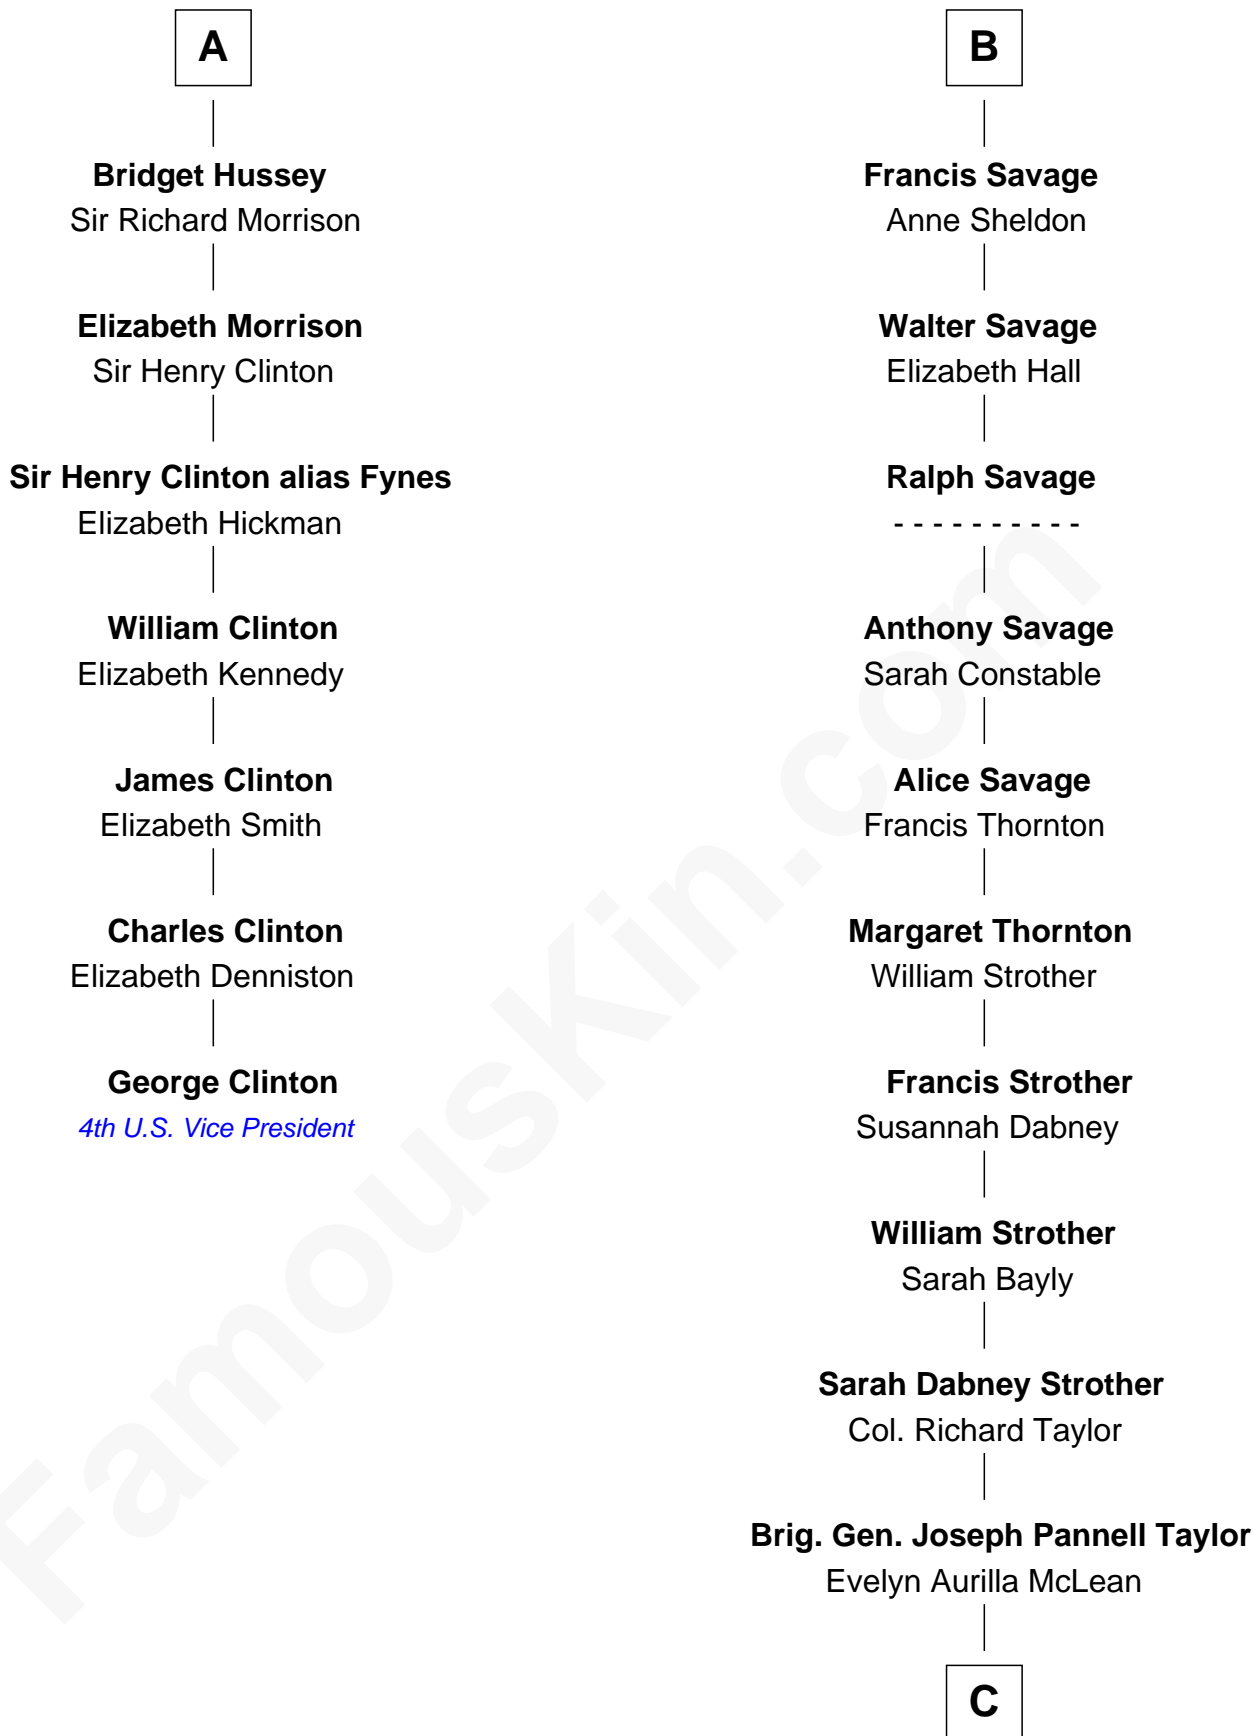 A
Bridget Hussey
Sir Richard Morrison
Elizabeth Morrison
Sir Henry Clinton
Sir Henry Clinton alias Fynes
Elizabeth Hickman
William Clinton
Elizabeth Kennedy
James Clinton
Elizabeth Smith
Charles Clinton
Elizabeth Denniston
George Clinton
4th U.S. Vice President
B
Francis Savage
Anne Sheldon
Walter Savage
Elizabeth Hall
Ralph Savage
- - - - - - - - - -
Anthony Savage
Sarah Constable
Alice Savage
Francis Thornton
Margaret Thornton
William Strother
Francis Strother
Susannah Dabney
William Strother
Sarah Bayly
Sarah Dabney Strother
Col. Richard Taylor
Brig. Gen. Joseph Pannell Taylor
Evelyn Aurilla McLean
C
FamousKin.com